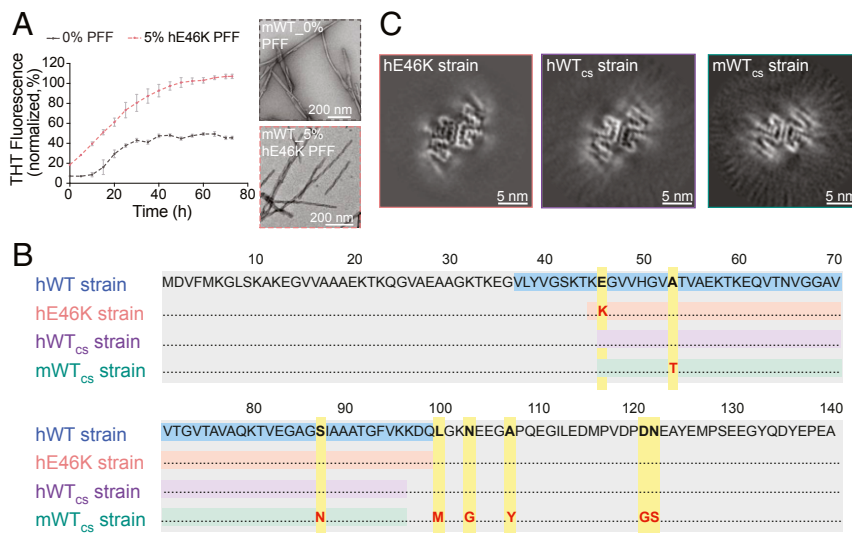 A
0% PFF
5% hE46K PFF
THT Fluorescence
(normalized,%)
120
100
80
60
40
20
0
0 20 40 60 80
Time (h)
mWT_0%
PFF
200 nm
mWT_5%
hE46K PFF
200 nm
C
hE46K strain
5 nm
hWTcs strain
5 nm
mWTcs strain
5 nm
B
10 20 30 40 50 60 70
hWT strain MDVFMKGLSKAKEGVVAAAEKTKQGVAEAAGKTKEGVLYVGSKTKEGVVHGVATVAEKTKEQVTNVGGAV
hE46K strain K
hWTcs strain
mWTcs strain T
80 90 100 110 120 130 140
hWT strain VTGVTAVAQKTVEGAGSIAAATGFVKKDQLGKNEEGAPQEGILEDMPVDPDNEAYEMPSEEGYQDYEPEA
hE46K strain
hWTcs strain
mWTcs strain N M G Y GS